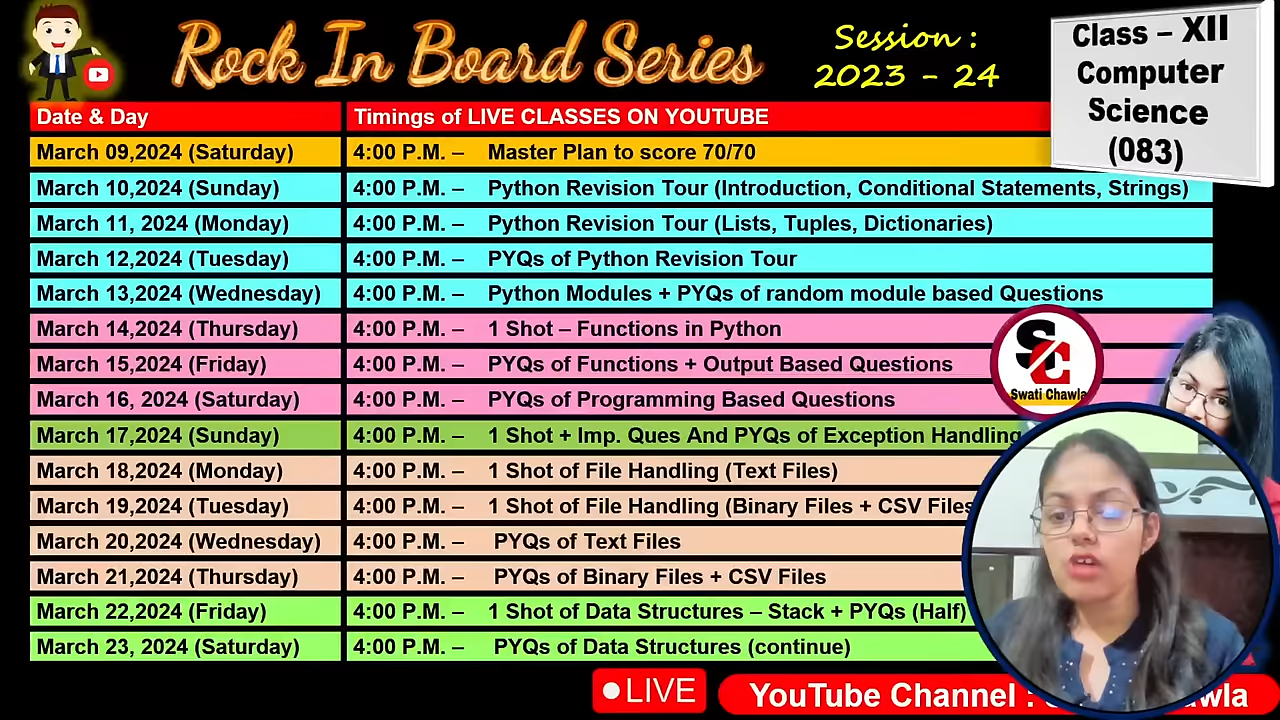 Rock In Board Series
Session :
2023 - 24
Class – XII
Computer
Science
(083)
Date & Day Timings of LIVE CLASSES ON YOUTUBE
March 09,2024 (Saturday) 4:00 P.M. – Master Plan to score 70/70
March 10,2024 (Sunday) 4:00 P.M. – Python Revision Tour (Introduction, Conditional Statements, Strings)
March 11, 2024 (Monday) 4:00 P.M. – Python Revision Tour (Lists, Tuples, Dictionaries)
March 12,2024 (Tuesday) 4:00 P.M. – PYQs of Python Revision Tour
March 13,2024 (Wednesday) 4:00 P.M. – Python Modules + PYQs of random module based Questions
March 14,2024 (Thursday) 4:00 P.M. – 1 Shot – Functions in Python
March 15,2024 (Friday) 4:00 P.M. – PYQs of Functions + Output Based Questions
March 16, 2024 (Saturday) 4:00 P.M. – PYQs of Programming Based Questions
SC
Swati Chawla
March 17,2024 (Sunday) 4:00 P.M. – 1 Shot + Imp. Ques And PYQs of Exception Handling
March 18,2024 (Monday) 4:00 P.M. – 1 Shot of File Handling (Text Files)
March 19,2024 (Tuesday) 4:00 P.M. – 1 Shot of File Handling (Binary Files + CSV Files
March 20,2024 (Wednesday) 4:00 P.M. – PYQs of Text Files
March 21,2024 (Thursday) 4:00 P.M. – PYQs of Binary Files + CSV Files
March 22,2024 (Friday) 4:00 P.M. – 1 Shot of Data Structures – Stack + PYQs (Half)
March 23, 2024 (Saturday) 4:00 P.M. – PYQs of Data Structures (continue)
LIVE
YouTube Channel :